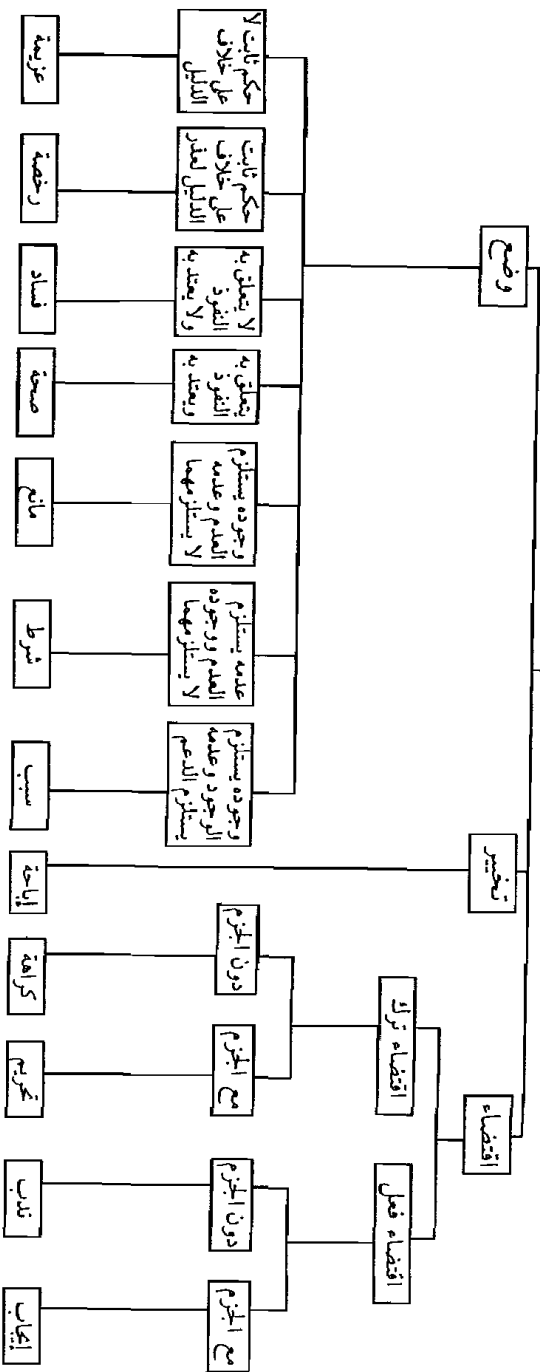 اقتضاء
تخيير
وضع
اقتضاء فعل
اقتضاء ترك
مع الجزم
دون الجزم
مع الجزم
دون الجزم
وجوده يستلزم
الوجود وعدمه
يستلزم الدعم
عدمه يستلزم
العدم ووجوده
لا يستلزمهما
وجوده يستلزم
العدم وعدمه
لا يستلزمهما
يتعلق به
النفوذ
ويعتد به
لا يتعلق به
النفوذ
ولا يعتد به
حكم ثابت
على خلاف
الدليل لعذر
حكم ثابت لا
على خلاف
الدليل
إيجاب
ندب
تحريم
كراهة
إباحة
سبب
شرط
مانع
صحة
فساد
رخصة
عزيمة